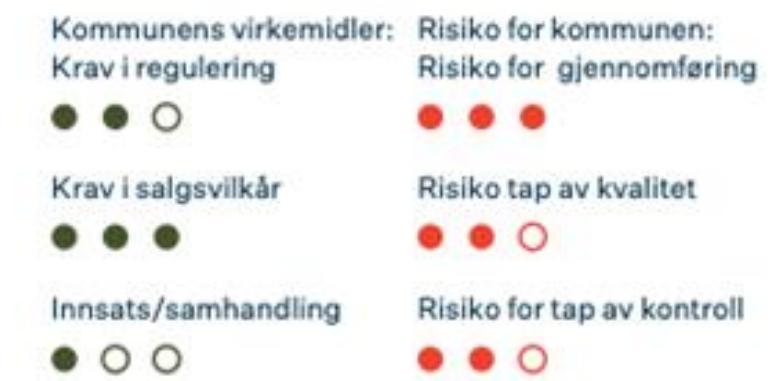 Kommunens virkemidler:
Krav i regulering
Krav i salgsvilkår
Innsats/samhandling
Risiko for kommunen:
Risiko for gjennomføring
Risiko tap av kvalitet
Risiko for tap av kontroll